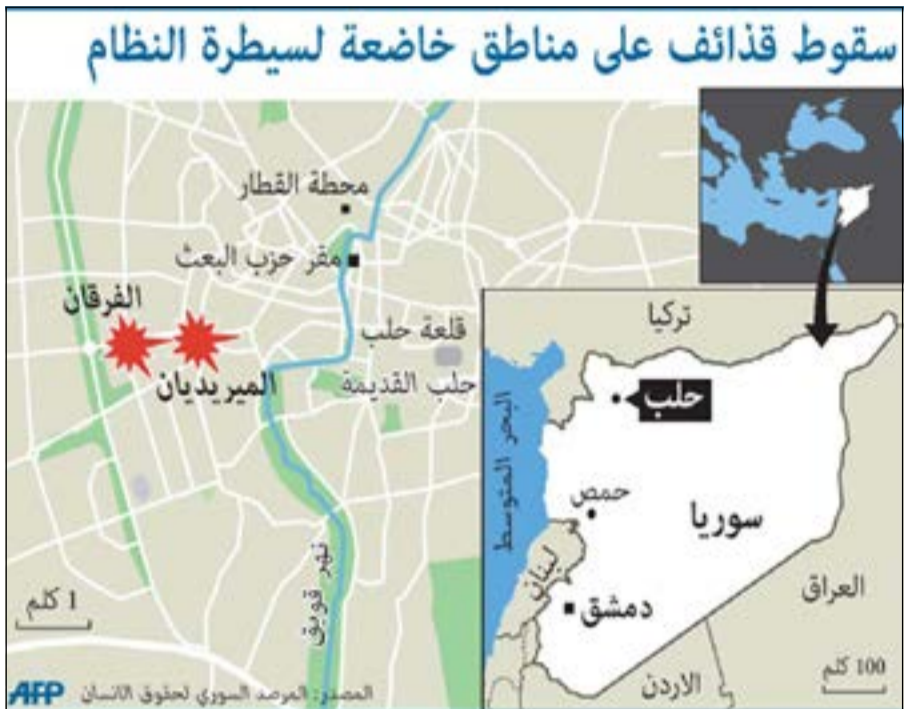 سقوط قذائف على مناطق خاضعة لسيطرة النظام
محطة القطار
مقر حزب البعث
الفرقان
قلعة حلب
الميريديان
حلب القديمة
نهر قويق
1 كلم
تركيا
حلب
البحر المتوسط
حمص
سوريا
لبنان
العراق
دمشق
الاردن
100 كلم
المصدر: المرصد السوري لحقوق الانسان
AFP